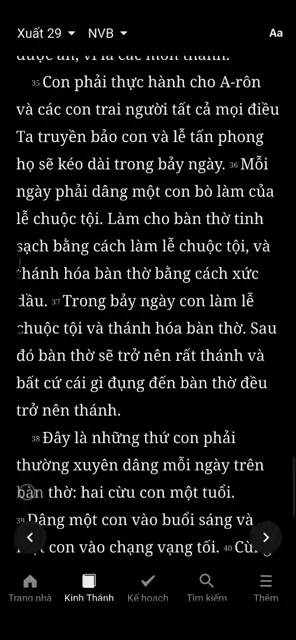 Xuất 29 NVB Aa
được ăn, vì là các món thánh.
35 Con phải thực hành cho A-rôn
và các con trai người tất cả mọi điều
Ta truyền bảo con và lễ tấn phong
họ sẽ kéo dài trong bảy ngày. 36 Mỗi
ngày phải dâng một con bò làm của
lễ chuộc tội. Làm cho bàn thờ tinh
sạch bằng cách làm lễ chuộc tội, và
thánh hóa bàn thờ bằng cách xức
dầu. 37 Trong bảy ngày con làm lễ
chuộc tội và thánh hóa bàn thờ. Sau
đó bàn thờ sẽ trở nên rất thánh và
bất cứ cái gì đụng đến bàn thờ đều
trở nên thánh.
38 Đây là những thứ con phải
thường xuyên dâng mỗi ngày trên
bàn thờ: hai cừu con một tuổi.
39 Dâng một con vào buổi sáng và
con vào chạng vạng tối. 40 Cùng
Trang nhà Kinh Thánh Kế hoạch Tìm kiếm Thêm